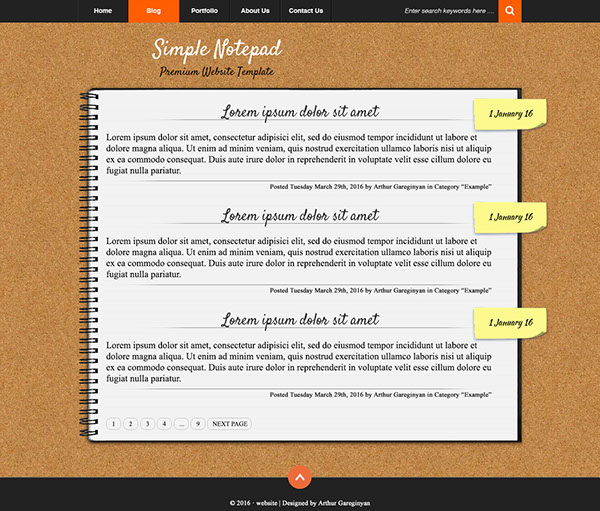 Home Blog Portfolio About Us Contact Us Enter search keywords here ....
Simple Notepad
Premium Website Template
Lorem ipsum dolor sit amet
1 January 16
Lorem ipsum dolor sit amet, consectetur adipisici elit, sed do eiusmod tempor incididunt ut labore et
dolore magna aliqua. Ut enim ad minim veniam, quis nostrud exercitation ullamco laboris nisi ut aliquip
ex ea commodo consequat. Duis aute irure dolor in reprehenderit in voluptate velit esse cillum dolore eu
fugiat nulla pariatur.
Posted Tuesday March 29th, 2016 by Arthur Gareginyan in Category "Example"
Lorem ipsum dolor sit amet
1 January 16
Lorem ipsum dolor sit amet, consectetur adipisici elit, sed do eiusmod tempor incididunt ut labore et
dolore magna aliqua. Ut enim ad minim veniam, quis nostrud exercitation ullamco laboris nisi ut aliquip
ex ea commodo consequat. Duis aute irure dolor in reprehenderit in voluptate velit esse cillum dolore eu
fugiat nulla pariatur.
Posted Tuesday March 29th, 2016 by Arthur Gareginyan in Category "Example"
Lorem ipsum dolor sit amet
1 January 16
Lorem ipsum dolor sit amet, consectetur adipisici elit, sed do eiusmod tempor incididunt ut labore et
dolore magna aliqua. Ut enim ad minim veniam, quis nostrud exercitation ullamco laboris nisi ut aliquip
ex ea commodo consequat. Duis aute irure dolor in reprehenderit in voluptate velit esse cillum dolore eu
fugiat nulla pariatur.
Posted Tuesday March 29th, 2016 by Arthur Gareginyan in Category "Example"
1 2 3 4 ... 9 NEXT PAGE
© 2016 · website | Designed by Arthur Gareginyan